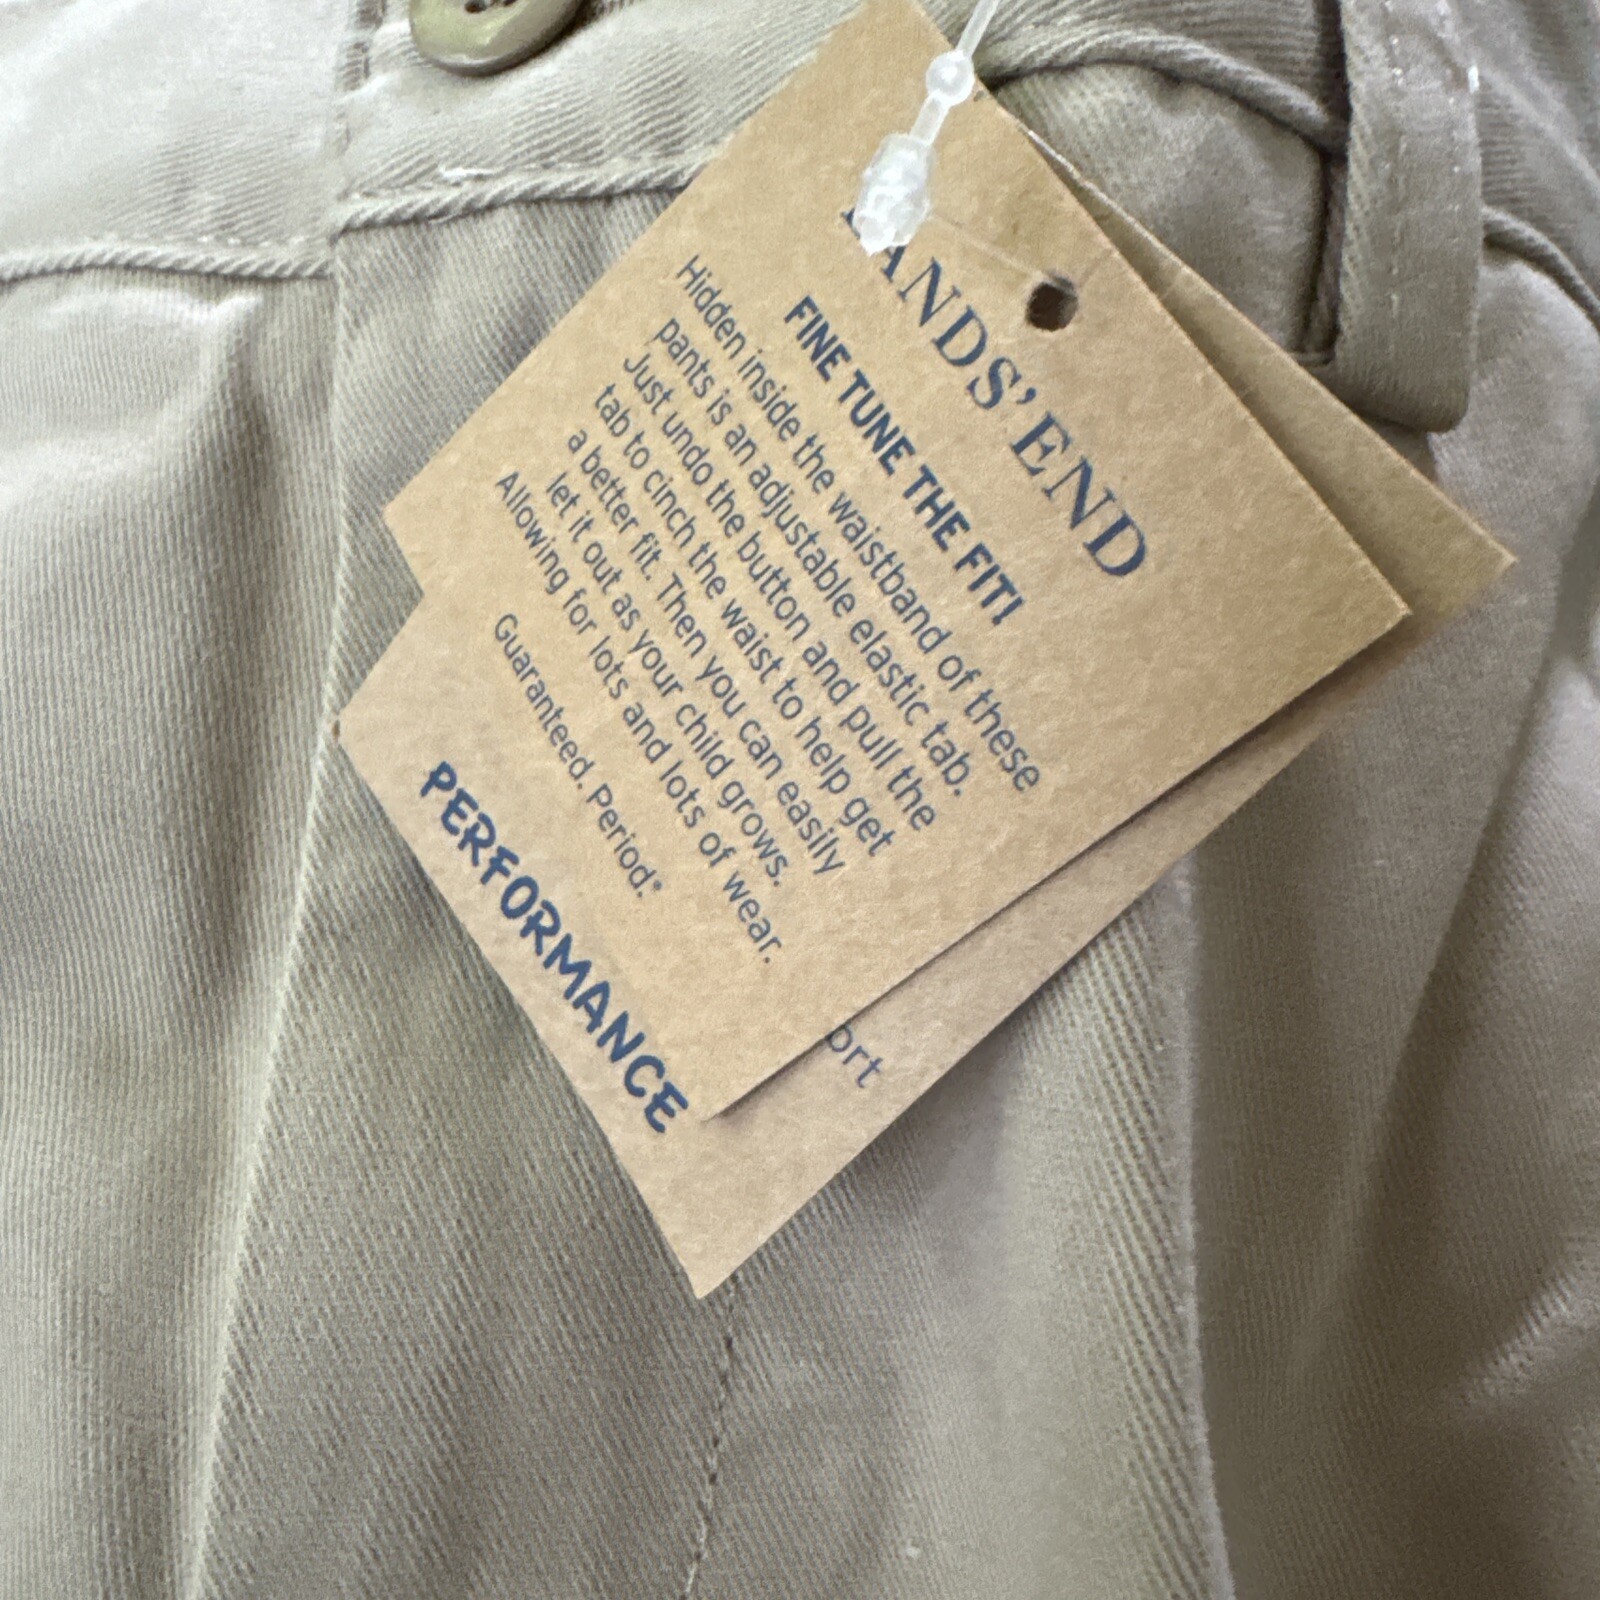 LANDS' END
FINE TUNE THE FIT!
Hidden inside the waistband of these
pants is an adjustable elastic tab.
Just undo the button and pull the
tab to cinch the waist to help get
a better fit. Then you can easily
let it out as your child grows.
Allowing for lots and lots of wear.
Guaranteed. Period.®
PERFORMANCE